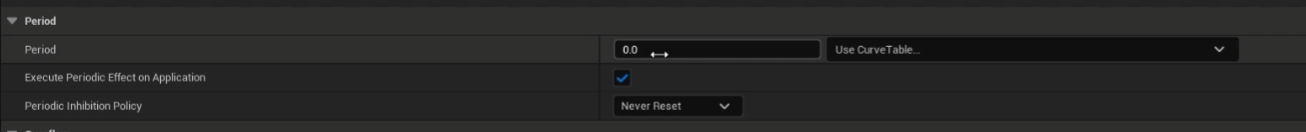 Period
Period 0.0 Use CurveTable...
Execute Periodic Effect on Application
Periodic Inhibition Policy Never Reset